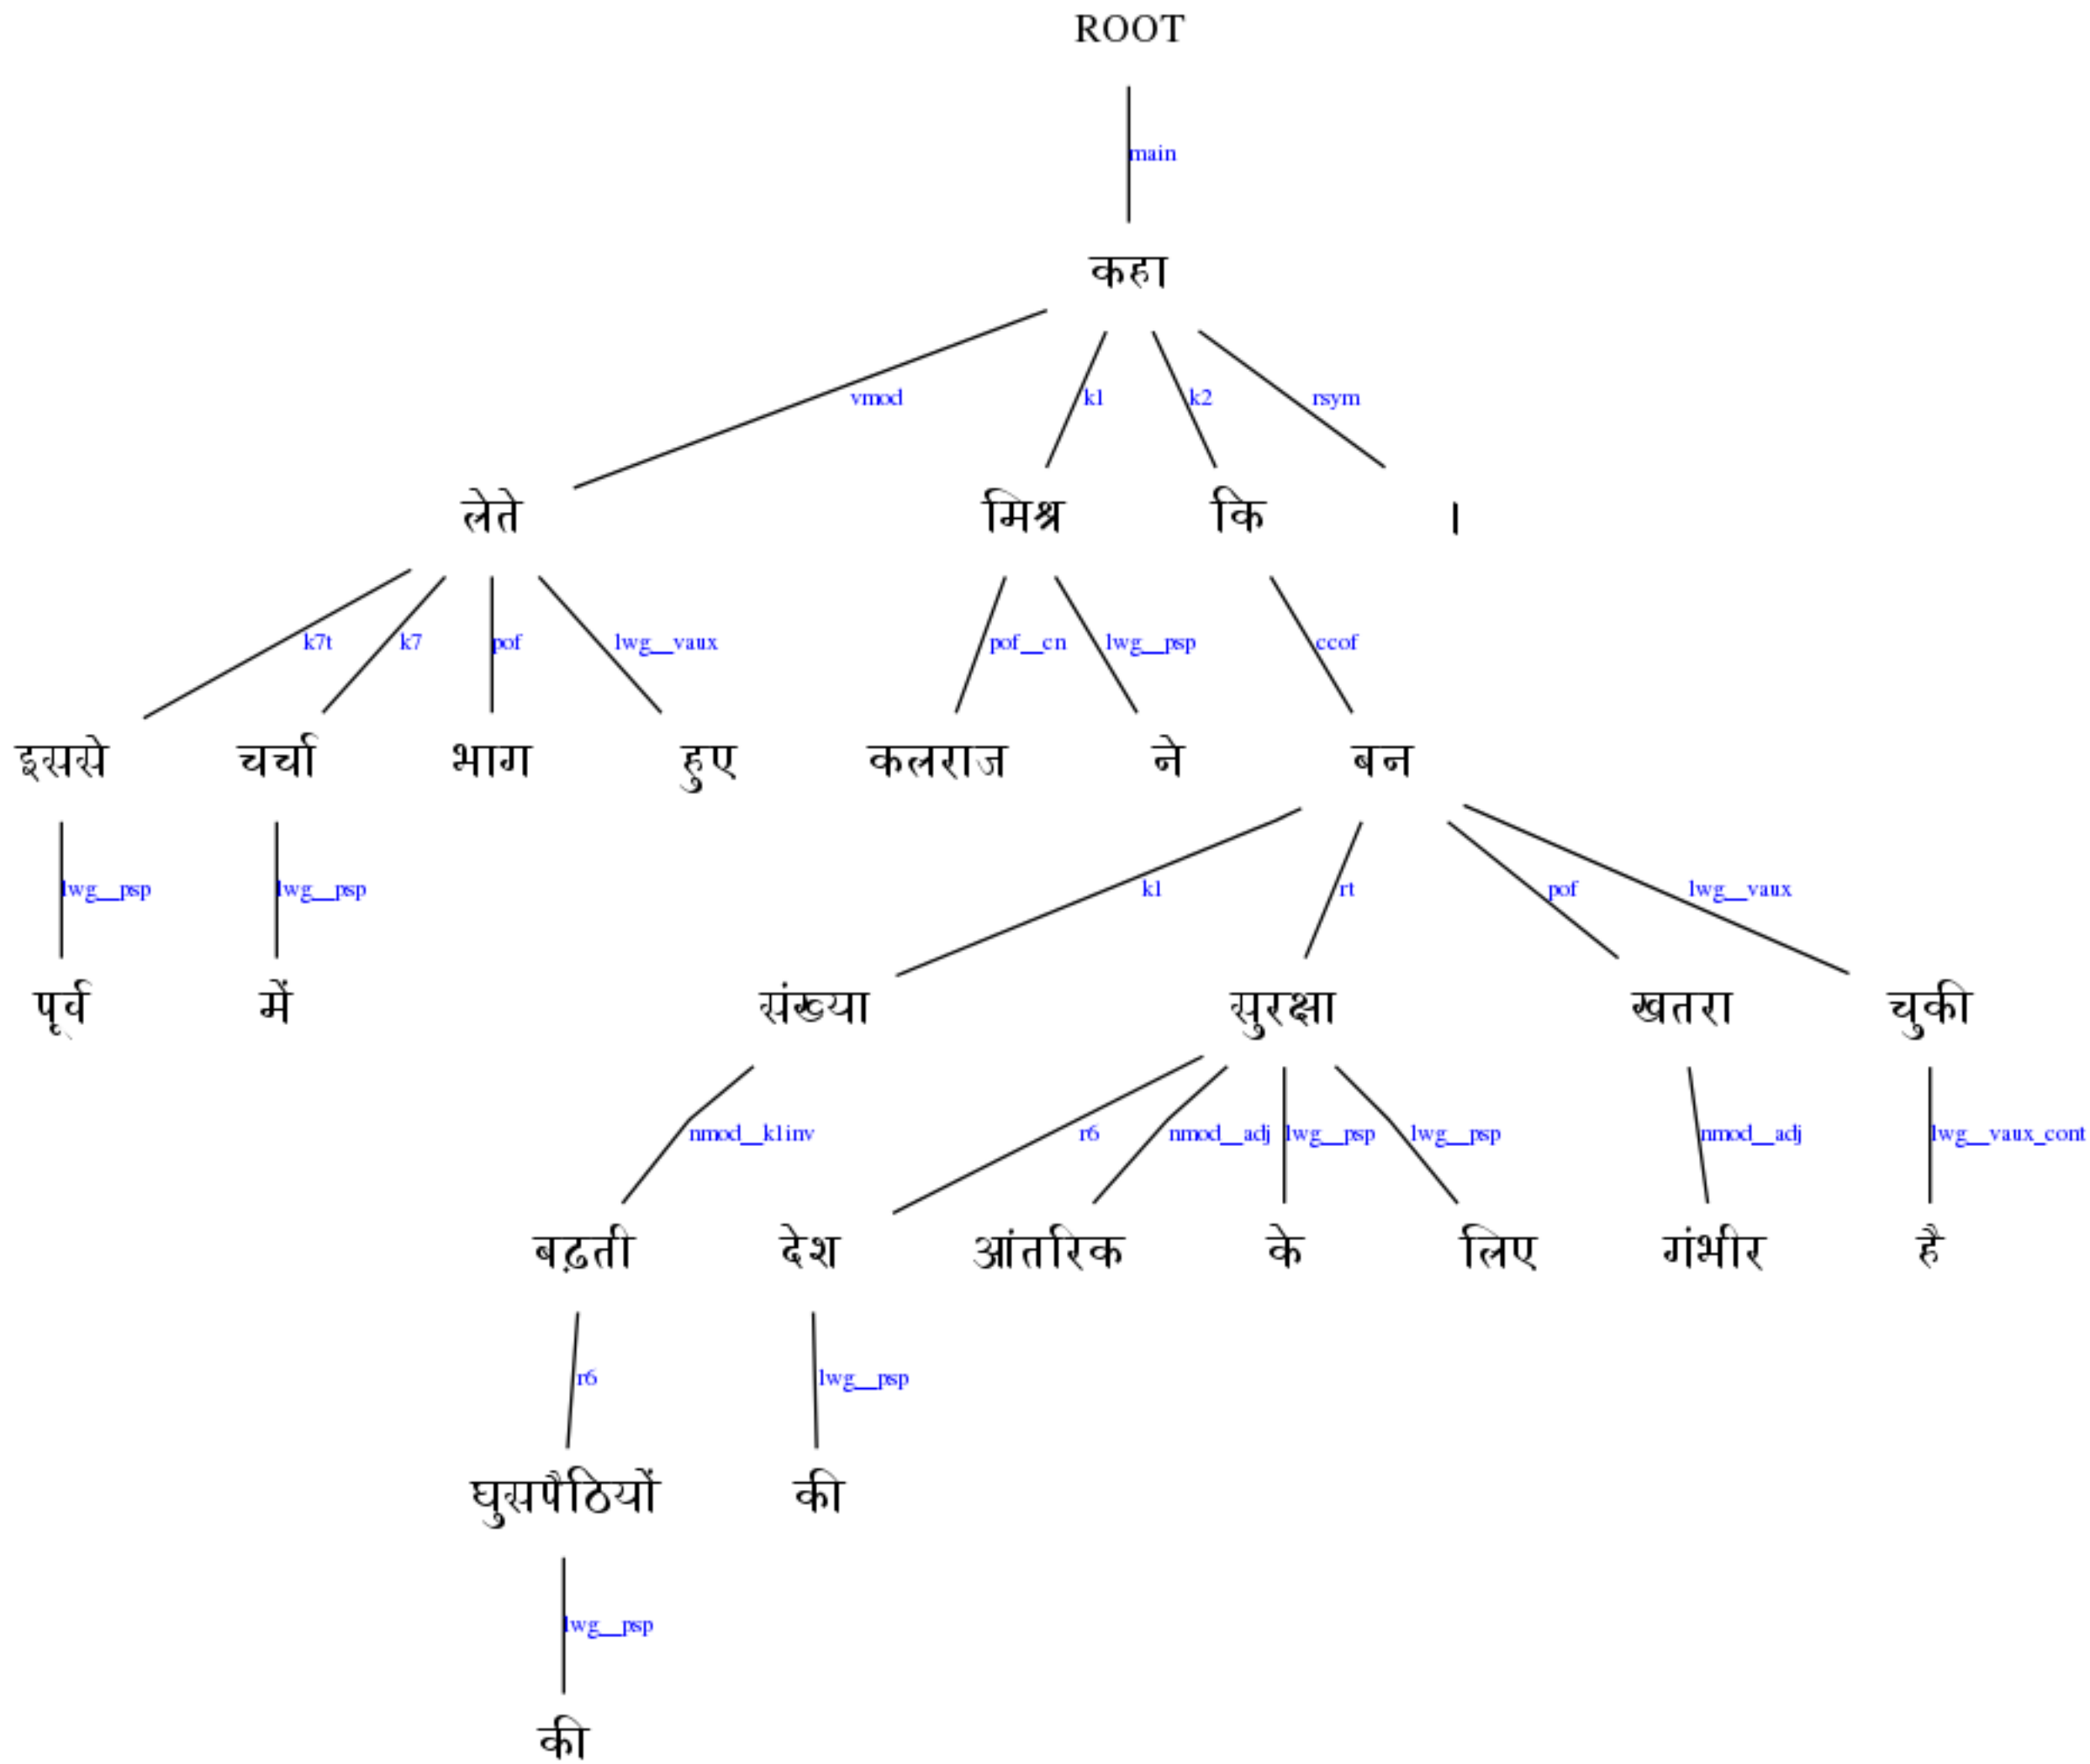 ROOT
main
कहा
vmod k1 k2 rsym
लेते मिश्र कि ।
k7t k7 pof lwg__vaux pof__cn lwg__psp ccof
इससे चर्चा भाग हुए कलराज ने बन
lwg__psp lwg__psp k1 rt pof lwg__vaux
पूर्व में संख्या सुरक्षा खतरा चुकी
nmod__k1inv r6 nmod__adj lwg__psp lwg__psp nmod__adj lwg__vaux_cont
बढ़ती देश आंतरिक के लिए गंभीर है
r6 lwg__psp
घुसपैठियों की
lwg__psp
की